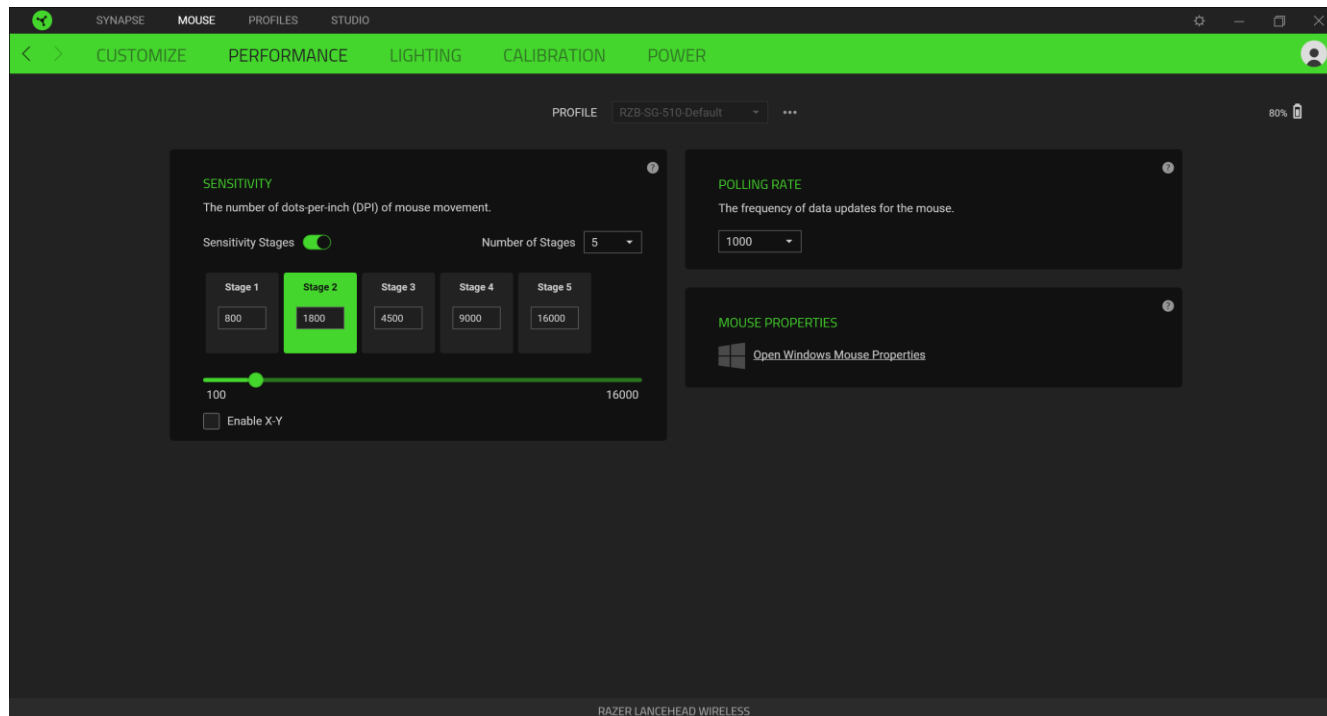 SYNAPSE MOUSE PROFILES STUDIO
CUSTOMIZE PERFORMANCE LIGHTING CALIBRATION POWER
PROFILE RZB-SG-510-Default
80%
SENSITIVITY
The number of dots-per-inch (DPI) of mouse movement.
Sensitivity Stages Number of Stages 5
Stage 1 Stage 2 Stage 3 Stage 4 Stage 5
800 1800 4500 9000 16000
100 16000
Enable X-Y
POLLING RATE
The frequency of data updates for the mouse.
1000
MOUSE PROPERTIES
Open Windows Mouse Properties
RAZER LANCEHEAD WIRELESS